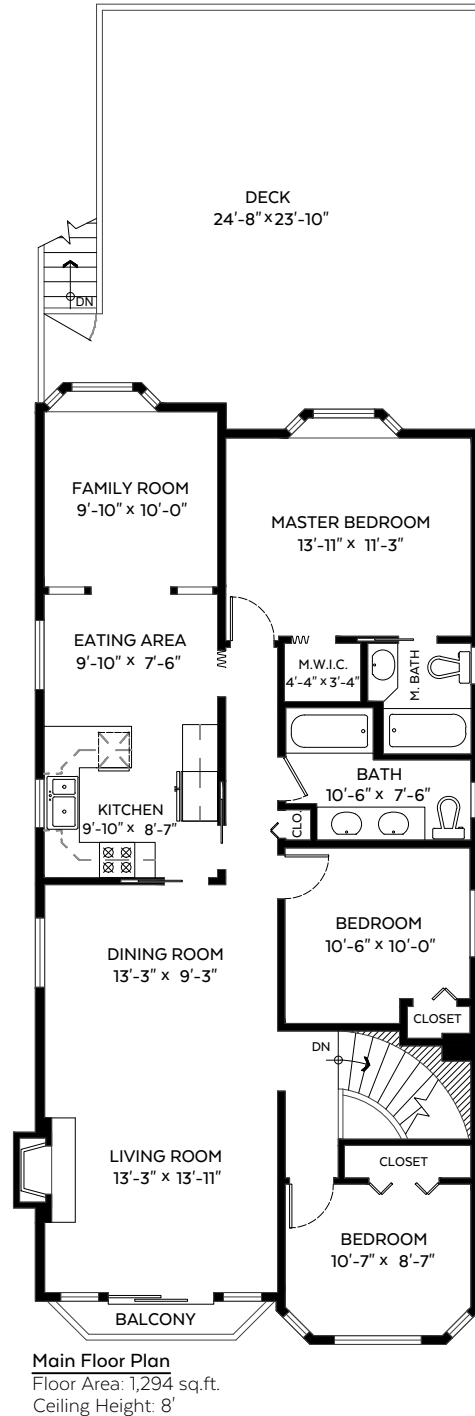 DECK
24'-8" x 23'-10"
DN
FAMILY ROOM
9'-10" x 10'-0"
MASTER BEDROOM
13'-11" x 11'-3"
EATING AREA
9'-10" x 7'-6"
M.W.I.C.
4'-4" x 3'-4"
M. BATH
BATH
10'-6" x 7'-6"
KITCHEN
9'-10" x 8'-7"
CLO.
BEDROOM
10'-6" x 10'-0"
DINING ROOM
13'-3" x 9'-3"
CLOSET
DN
LIVING ROOM
13'-3" x 13'-11"
CLOSET
BEDROOM
10'-7" x 8'-7"
BALCONY
Main Floor Plan
Floor Area: 1,294 sq.ft.
Ceiling Height: 8'